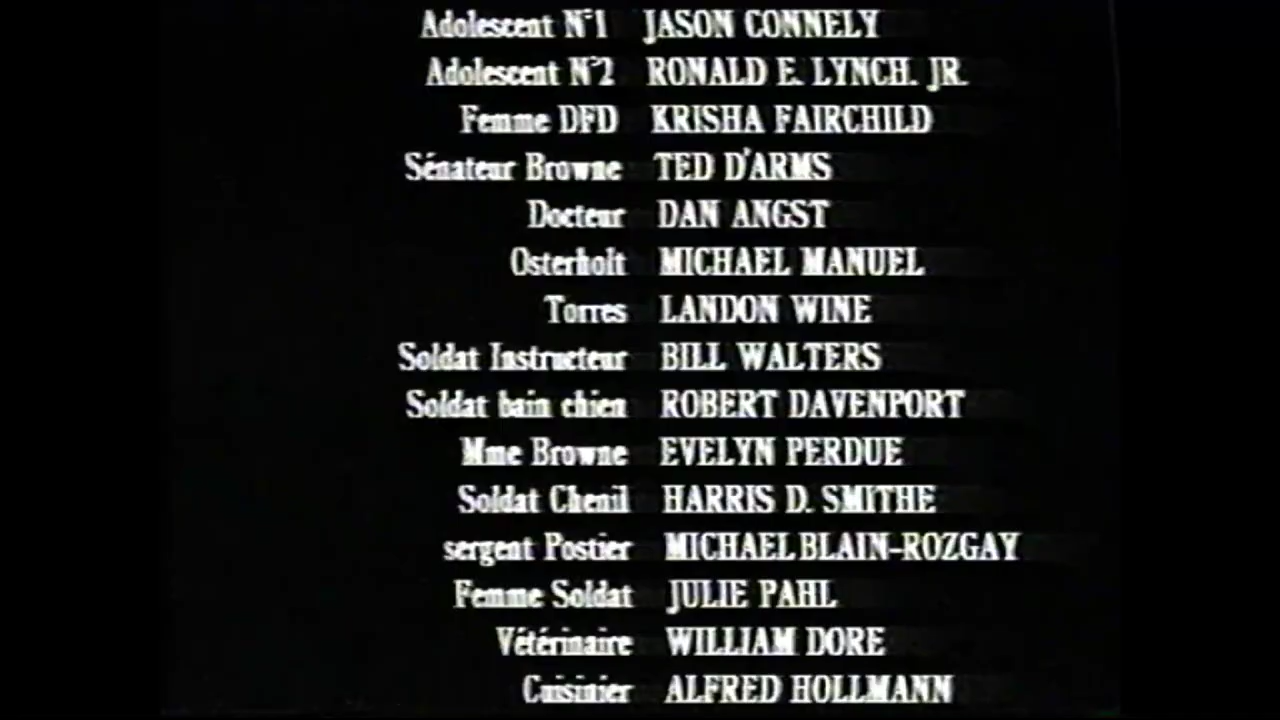 Adolescent N°1 JASON CONNELY
Adolescent N°2 RONALD E. LYNCH. JR.
Femme DFD KRISHA FAIRCHILD
Sénateur Browne TED D'ARMS
Docteur DAN ANGST
Osterholt MICHAEL MANUEL
Torres LANDON WINE
Soldat Instructeur BILL WALTERS
Soldat bain chien ROBERT DAVENPORT
Mme Browne EVELYN PERDUE
Soldat Chenil HARRIS D. SMITHE
sergent Postier MICHAEL BLAIN-ROZGAY
Femme Soldat JULIE PAHL
Vétérinaire WILLIAM DORE
Cuisinier ALFRED HOLLMANN